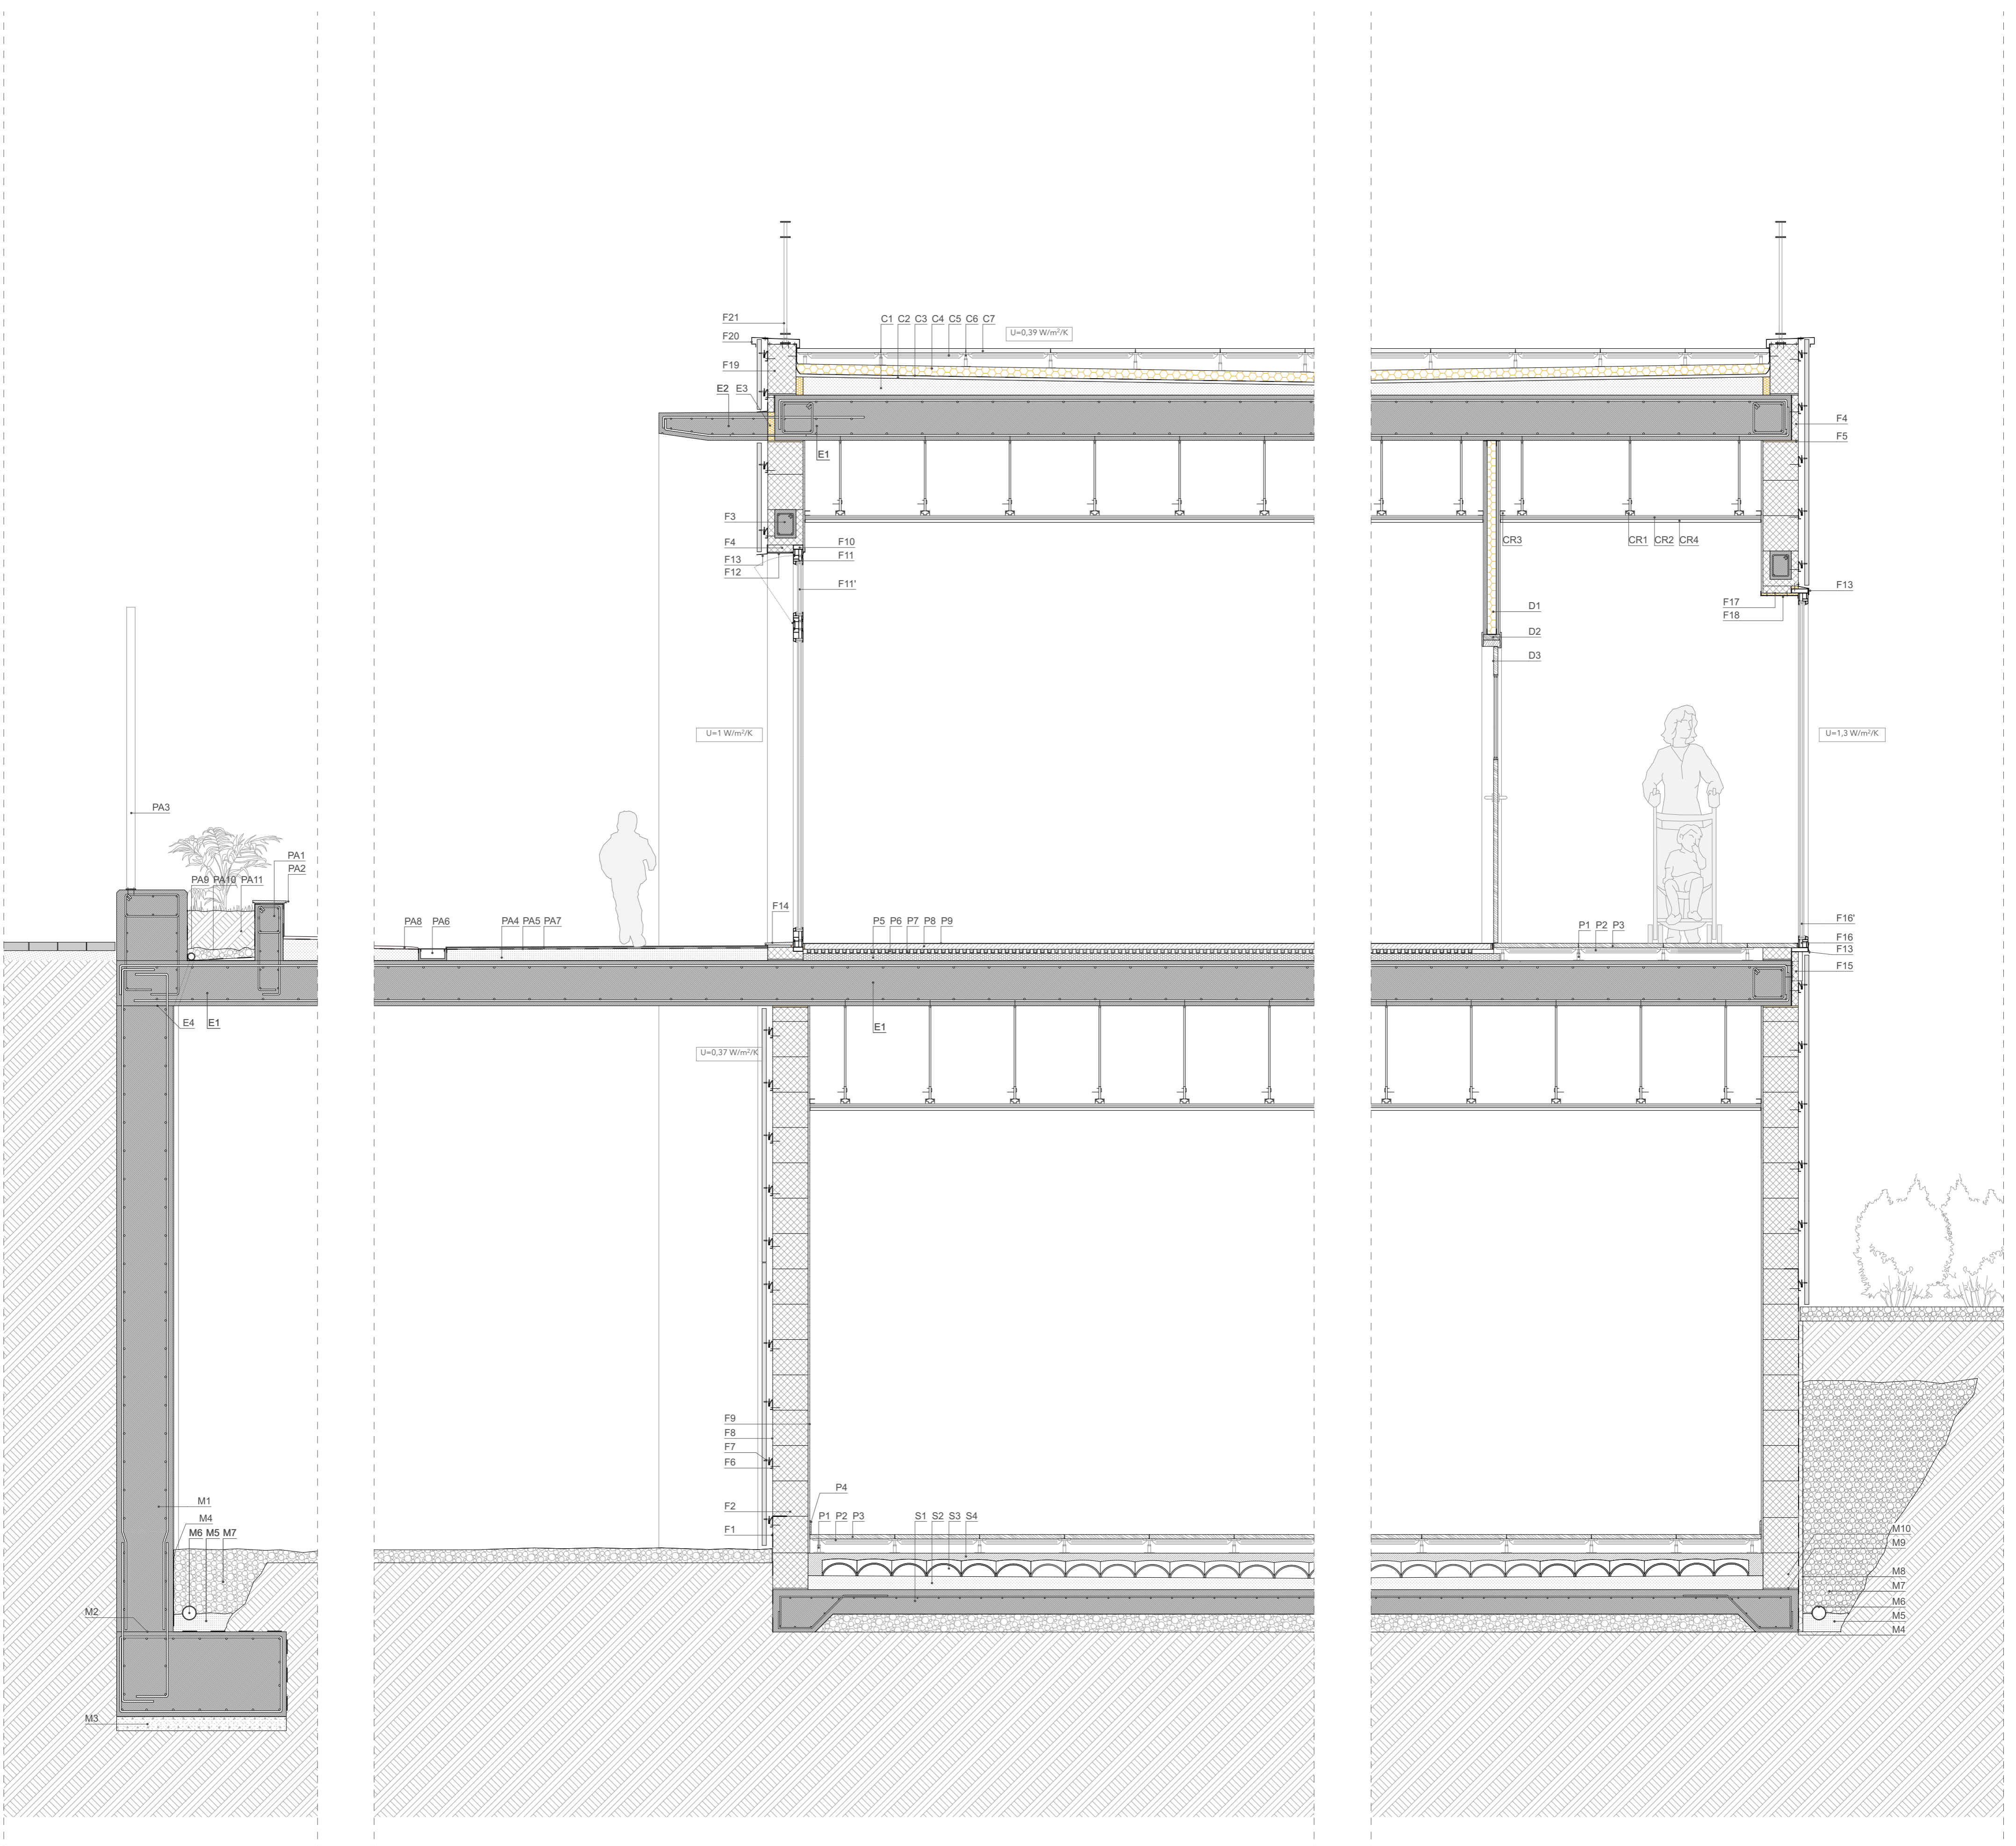 F21
F20
F19
E2 E3
C1 C2 C3 C4 C5 C6 C7
U=0,39 W/m²/K
E1
F4
F5
F3
F4
F13
F12
F10
F11
F11'
CR3
CR1 CR2 CR4
F13
F17
F18
D1
D2
D3
U=1 W/m²/K
U=1,3 W/m²/K
PA3
PA1
PA2
PA9 PA10 PA11
PA8 PA6
PA4 PA5 PA7
F14
P5 P6 P7 P8 P9
P1 P2 P3
F16'
F16
F13
F15
E4 E1
E1
U=0,37 W/m²/K
F9
F8
F7
F6
F2
F1
P4
P1 P2 P3
S1 S2 S3 S4
M1
M4
M6 M5 M7
M2
M3
M10
M9
M8
M7
M6
M5
M4